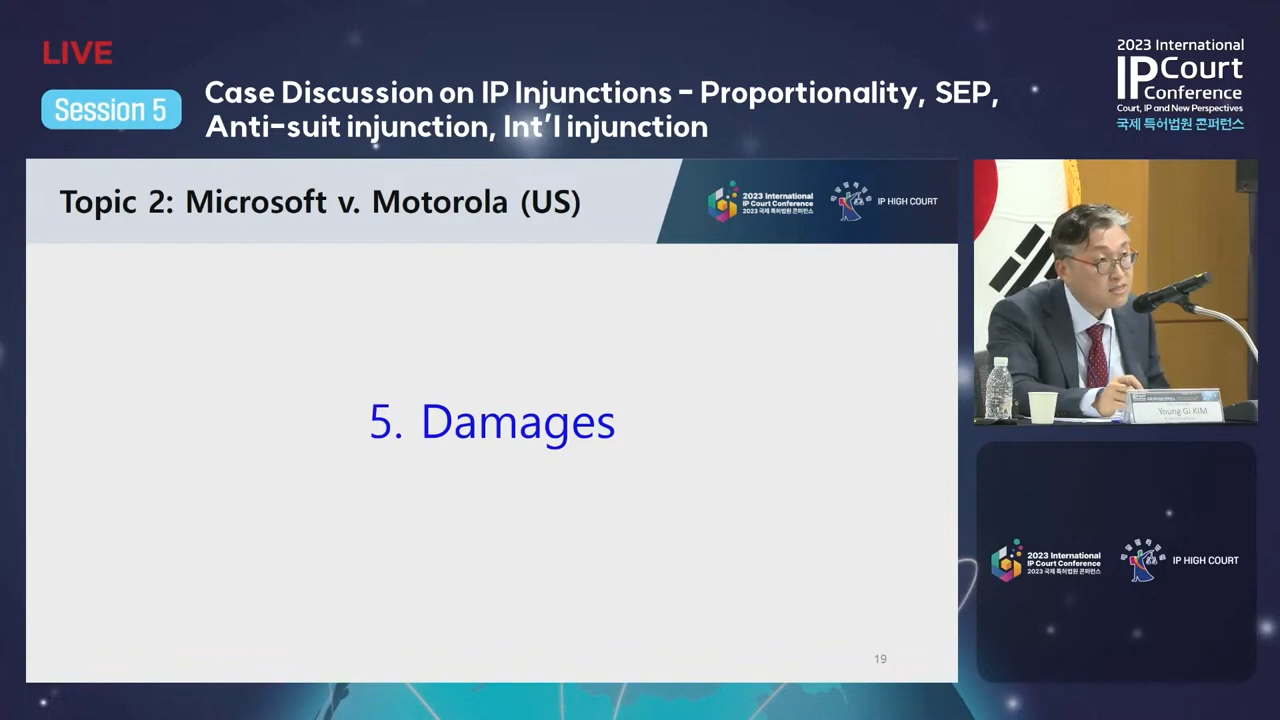 LIVE
Session 5
Case Discussion on IP Injunctions - Proportionality, SEP,
Anti-suit injunction, Int'l injunction
2023 International
IP Court
Conference
Court, IP and New Perspectives
국제 특허법원 콘퍼런스
Topic 2: Microsoft v. Motorola (US)
2023 International
IP Court Conference
2023 국제 특허법원 콘퍼런스
IP HIGH COURT
5. Damages
19
Young Gi KIM
2023 International
IP Court Conference
2023 국제 특허법원 콘퍼런스
IP HIGH COURT